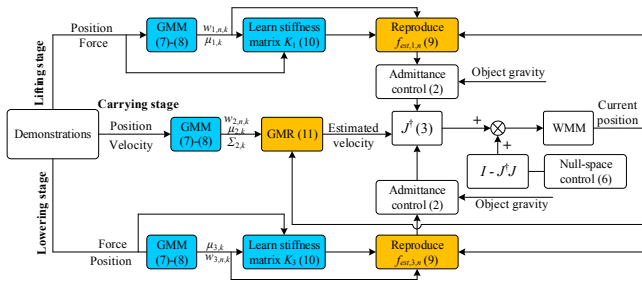 Lifting stage
Position
Force
GMM
(7)-(8)
w1,n,k
μ1,k
Learn stiffness
matrix K1 (10)
Reproduce
fest,1,n (9)
Admittance
control (2)
Object gravity
Carrying stage
Demonstrations
Position
Velocity
GMM
(7)-(8)
w2,n,k
μ2,k
Σ2,k
GMR (11)
Estimated
velocity
J† (3)
+
+
WMM
Current
position
I - J†J
Null-space
control (6)
Admittance
control (2)
Object gravity
Lowering stage
Force
Position
GMM
(7)-(8)
μ3,k
w3,n,k
Learn stiffness
matrix K3 (10)
Reproduce
fest,3,n (9)